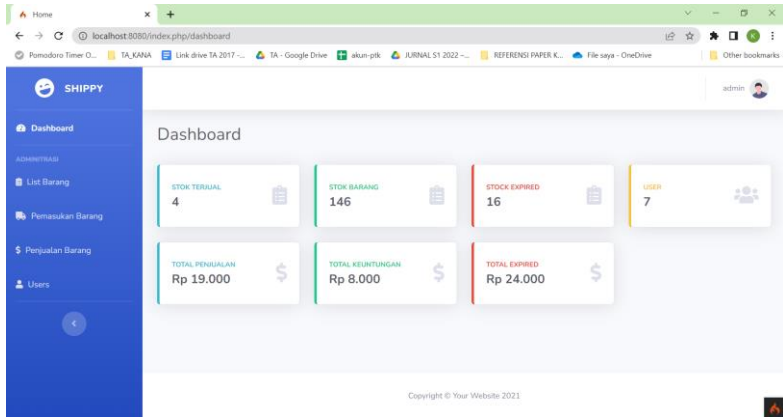 Home
localhost:8080/index.php/dashboard
Pomodoro Timer O... TA_KANA Link drive TA 2017 -... TA - Google Drive akun-ptk JURNAL S1 2022 –... REFERENSI PAPER K... File saya - OneDrive Other bookmarks
SHIPPY
admin
Dashboard
Dashboard
ADMINITRASI
List Barang
Pemasukan Barang
$ Penjualan Barang
Users
STOK TERJUAL
4
STOK BARANG
146
STOCK EXPIRED
16
USER
7
TOTAL PENJUALAN
Rp 19.000
TOTAL KEUNTUNGAN
Rp 8.000
TOTAL EXPIRED
Rp 24.000
Copyright © Your Website 2021